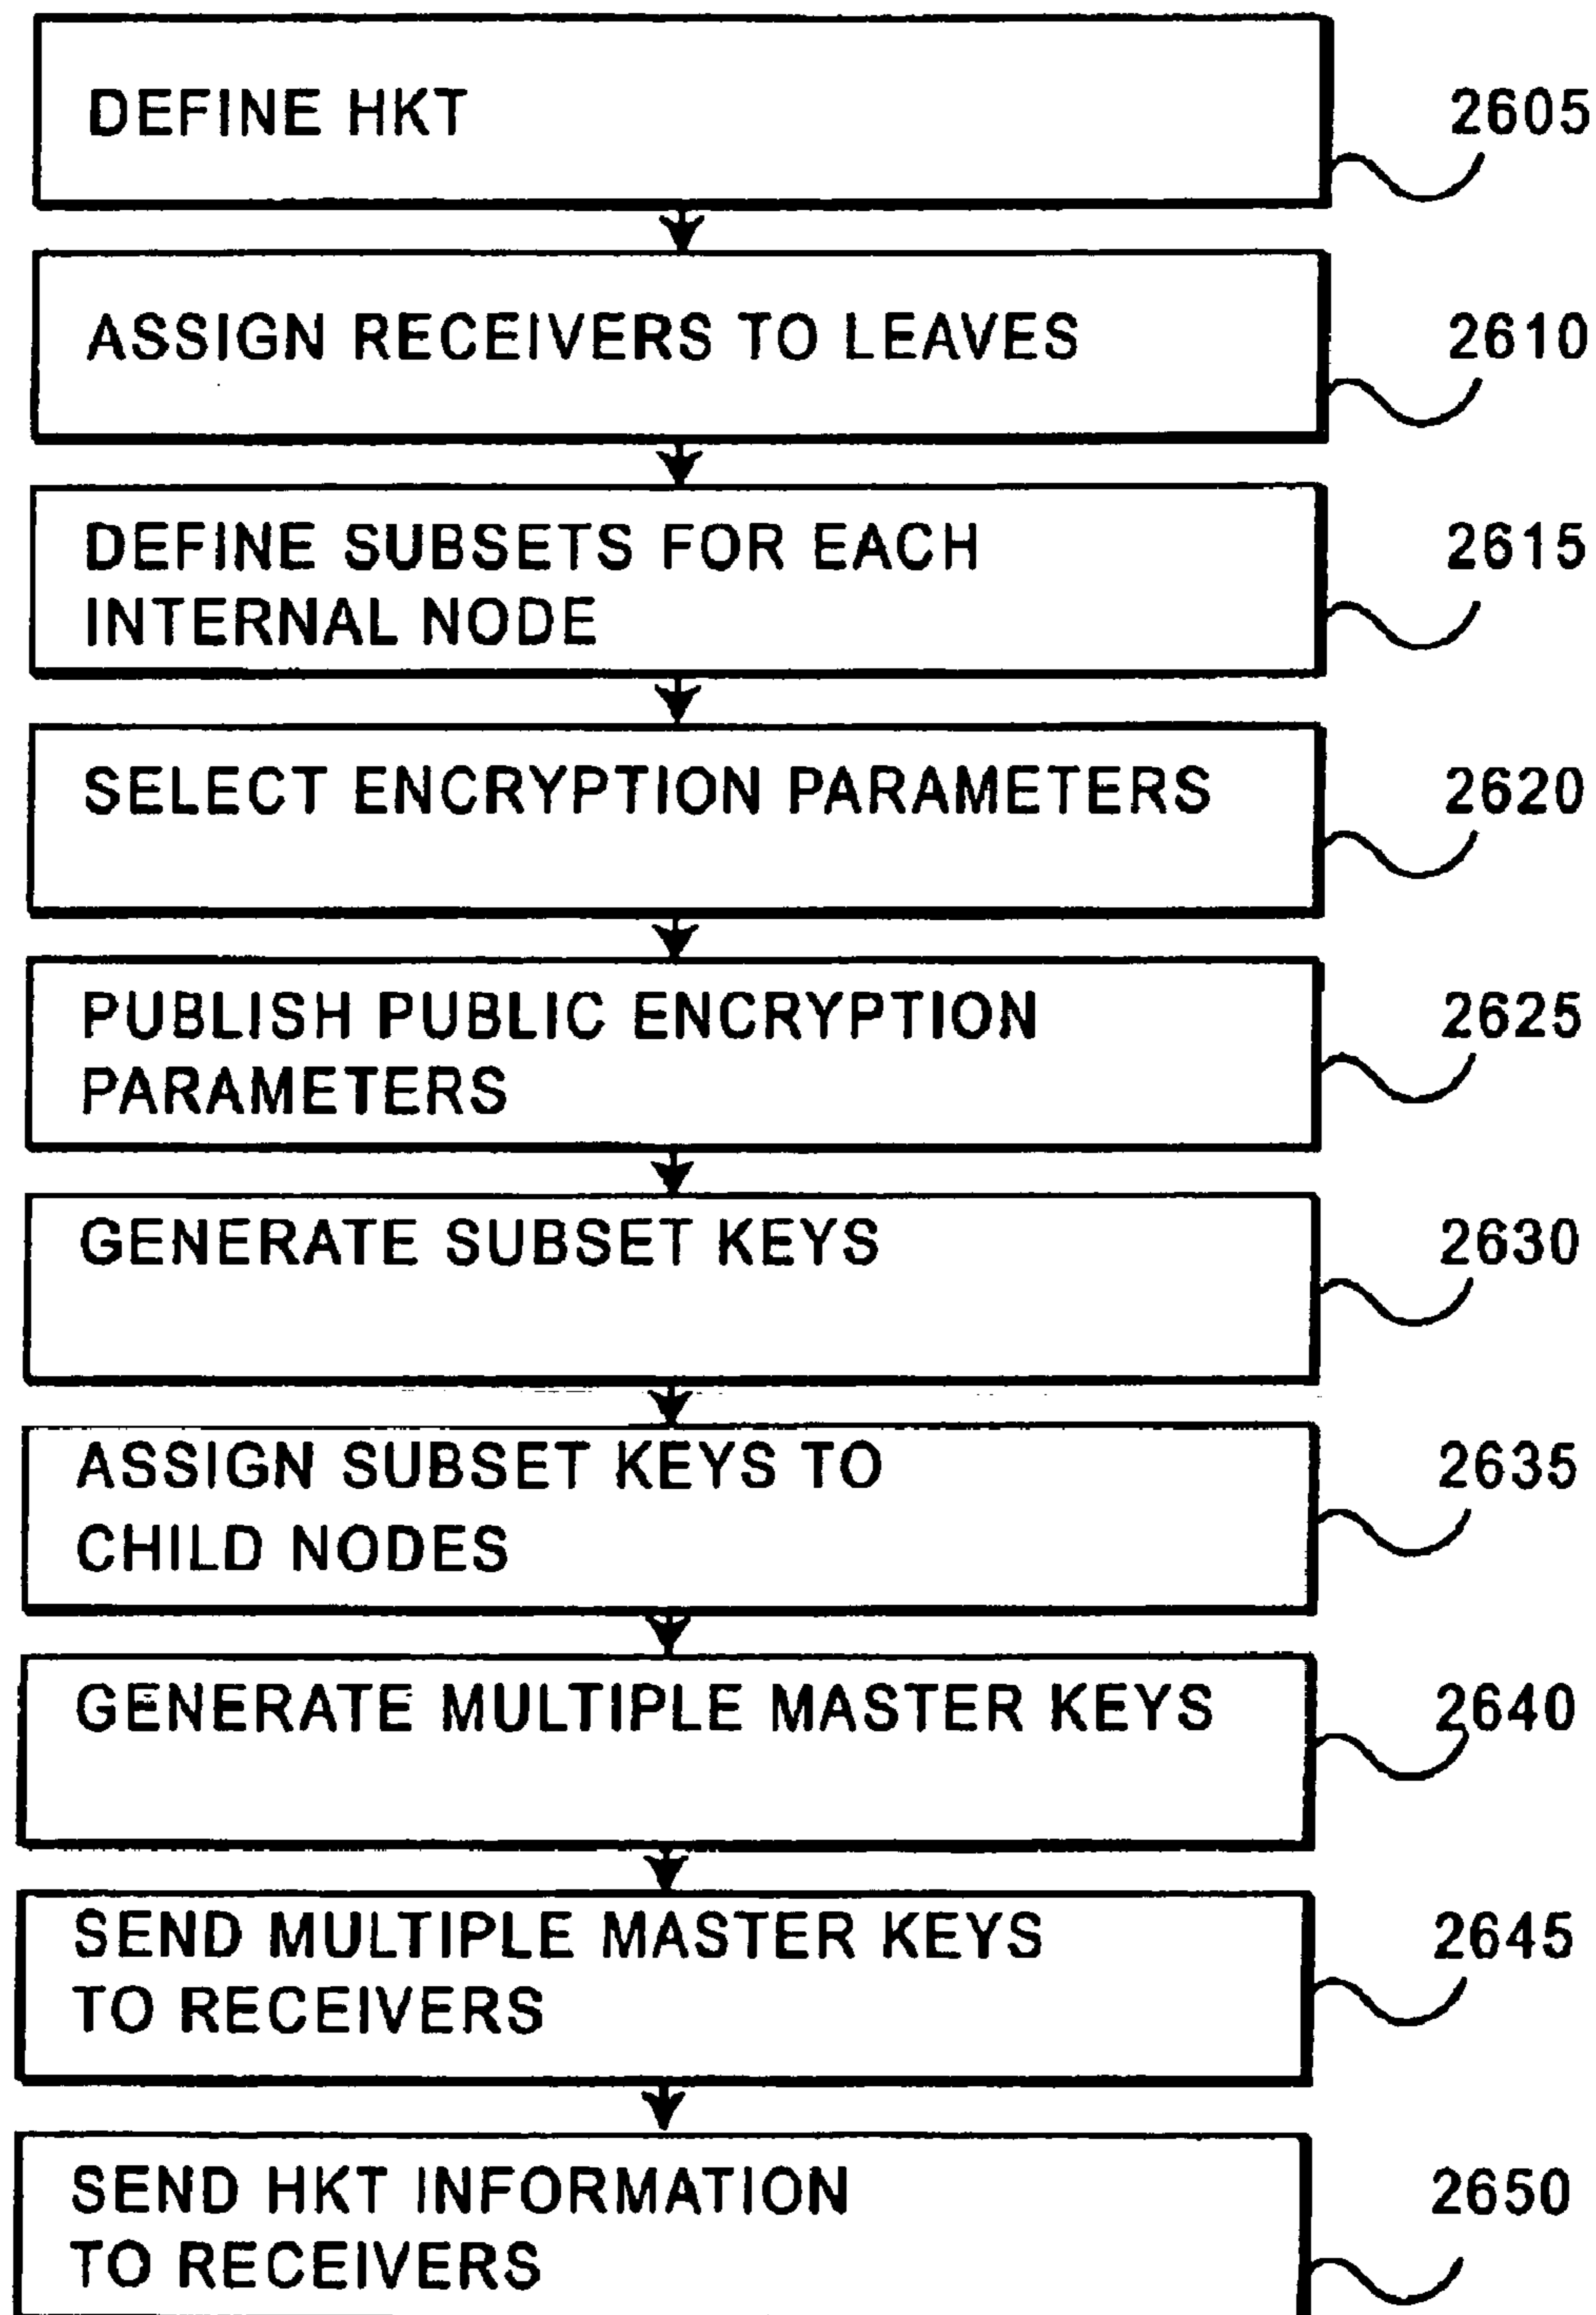 DEFINE HKT
2605
ASSIGN RECEIVERS TO LEAVES
2610
DEFINE SUBSETS FOR EACH
INTERNAL NODE
2615
SELECT ENCRYPTION PARAMETERS
2620
PUBLISH PUBLIC ENCRYPTION
PARAMETERS
2625
GENERATE SUBSET KEYS
2630
ASSIGN SUBSET KEYS TO
CHILD NODES
2635
GENERATE MULTIPLE MASTER KEYS
2640
SEND MULTIPLE MASTER KEYS
TO RECEIVERS
2645
SEND HKT INFORMATION
TO RECEIVERS
2650